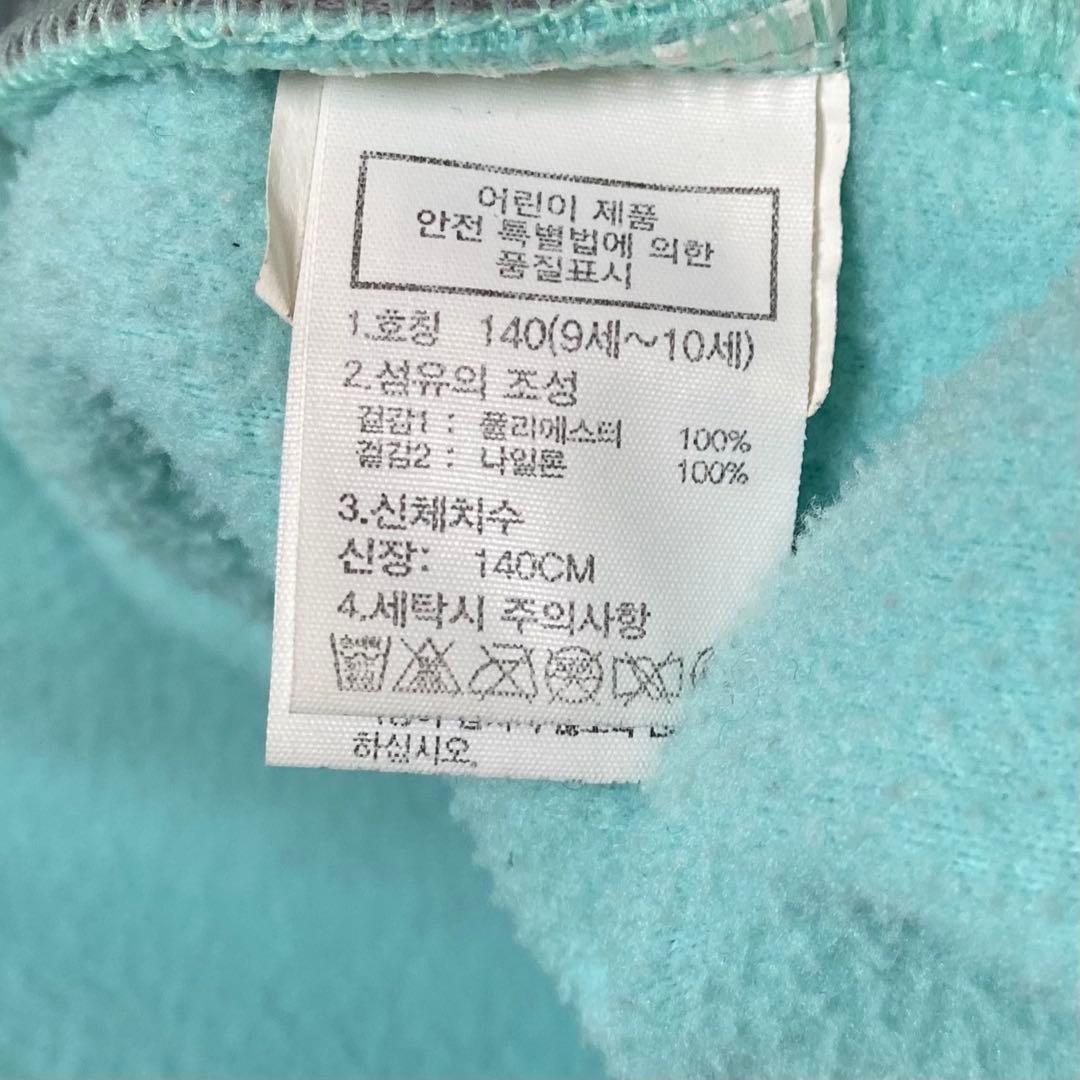 어린이 제품
안전 특별법에 의한
품질표시
1.호칭 140(9세~10세)
2.섬유의 조성
겉감1 : 폴리에스터 100%
겉감2 : 나일론 100%
3.신체치수
신장: 140CM
4.세탁시 주의사항
하십시오.